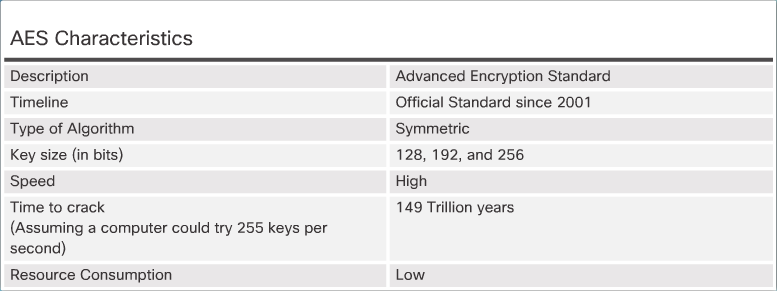 AES Characteristics
Description Advanced Encryption Standard
Timeline Official Standard since 2001
Type of Algorithm Symmetric
Key size (in bits) 128, 192, and 256
Speed High
Time to crack 149 Trillion years
(Assuming a computer could try 255 keys per
second)
Resource Consumption Low